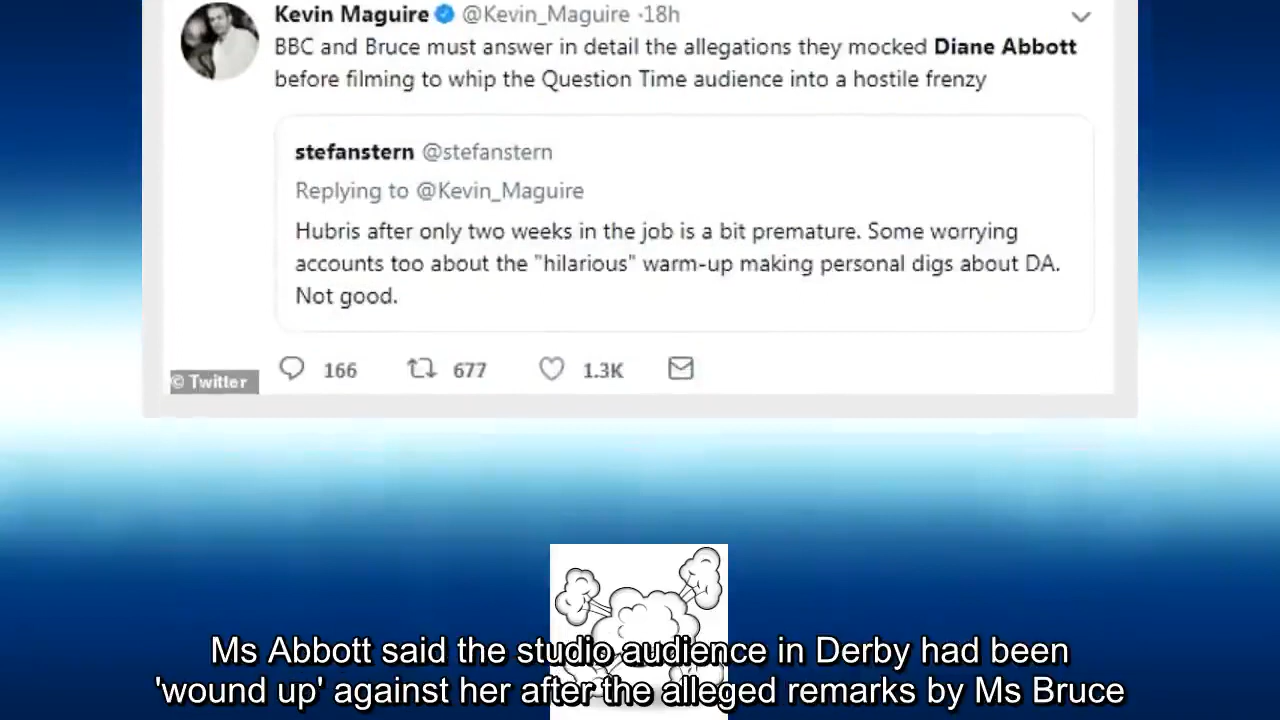 Kevin Maguire @Kevin_Maguire · 18h
BBC and Bruce must answer in detail the allegations they mocked Diane Abbott
before filming to whip the Question Time audience into a hostile frenzy
stefanstern @stefanstern
Replying to @Kevin_Maguire
Hubris after only two weeks in the job is a bit premature. Some worrying
accounts too about the "hilarious" warm-up making personal digs about DA.
Not good.
166 677 1.3K
© Twitter
Ms Abbott said the studio audience in Derby had been
'wound up' against her after the alleged remarks by Ms Bruce